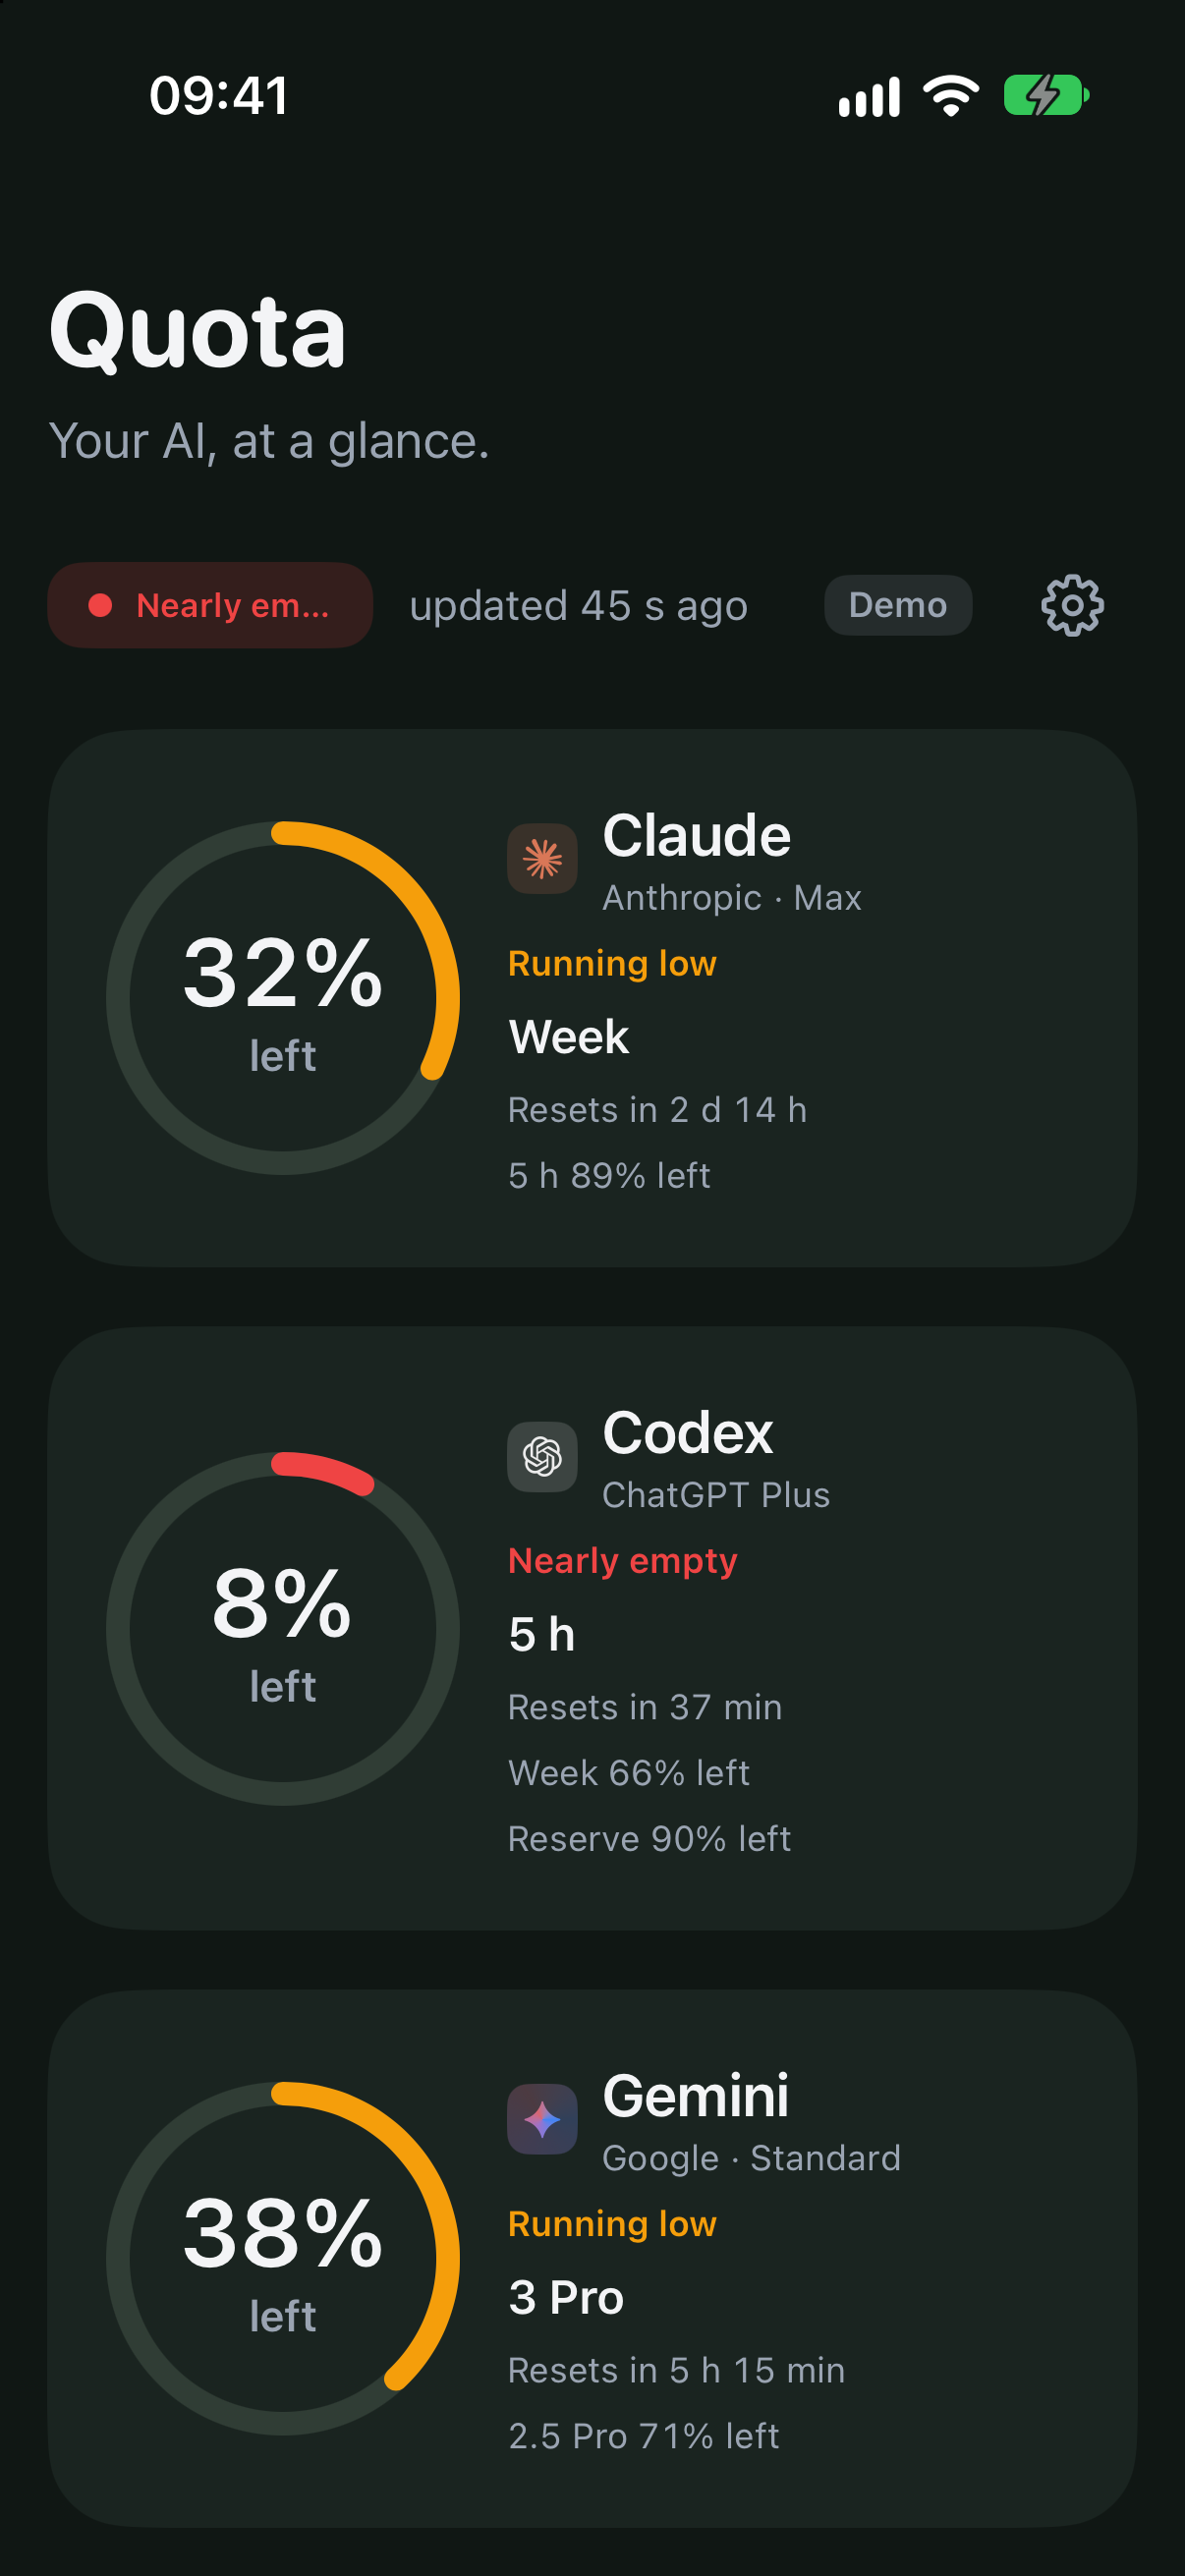 09:41
Quota
Your AI, at a glance.
Nearly em... updated 45 s ago Demo
Claude
Anthropic · Max
32%
left
Running low
Week
Resets in 2 d 14 h
5 h 89% left
Codex
ChatGPT Plus
8%
left
Nearly empty
5 h
Resets in 37 min
Week 66% left
Reserve 90% left
Gemini
Google · Standard
38%
left
Running low
3 Pro
Resets in 5 h 15 min
2.5 Pro 71% left